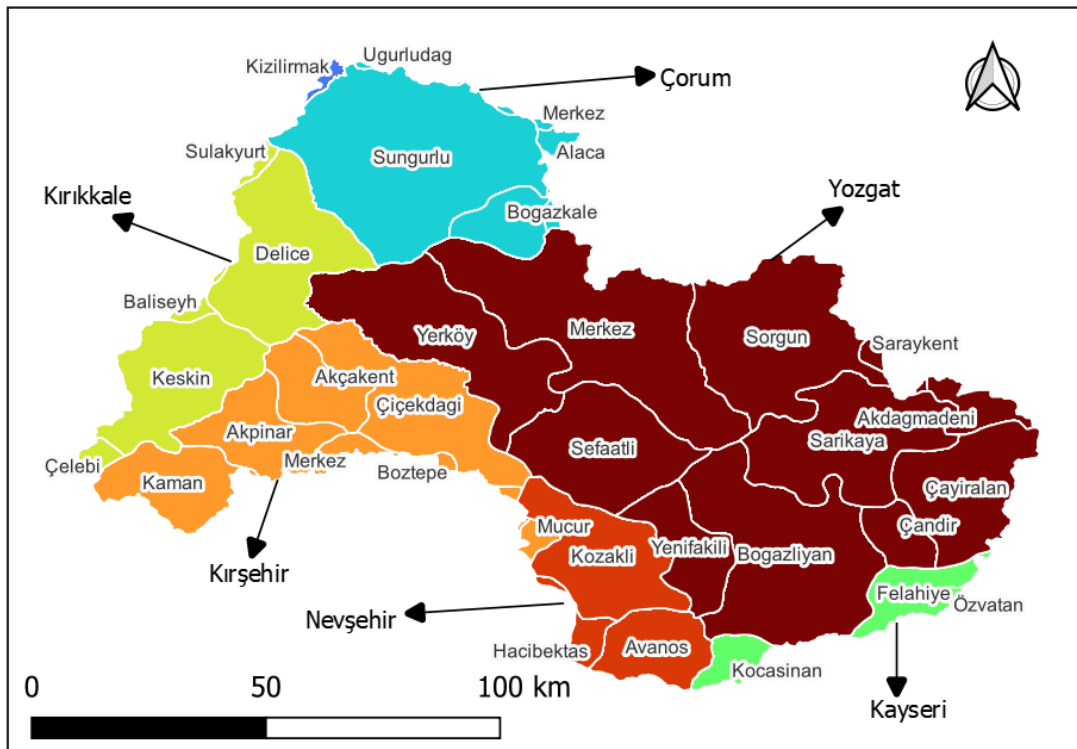 Ugurludag
Kizilirmak
Çorum
Merkez
Sulakyurt
Sungurlu
Alaca
Kırıkkale
Yozgat
Bogazkale
Delice
Baliseyh
Yerköy
Merkez
Sorgun
Saraykent
Keskin
Akçakent
Çiçekdagi
Akdagmadeni
Akpinar
Sarikaya
Sefaatli
Çelebi
Merkez
Boztepe
Kaman
Çayiralan
Mucur
Çandir
Kozakli
Yenifakili
Bogazliyan
Kırşehir
Felahiye
Özvatan
Nevşehir
Hacibektas
Avanos
Kocasinan
0
50
100 km
Kayseri